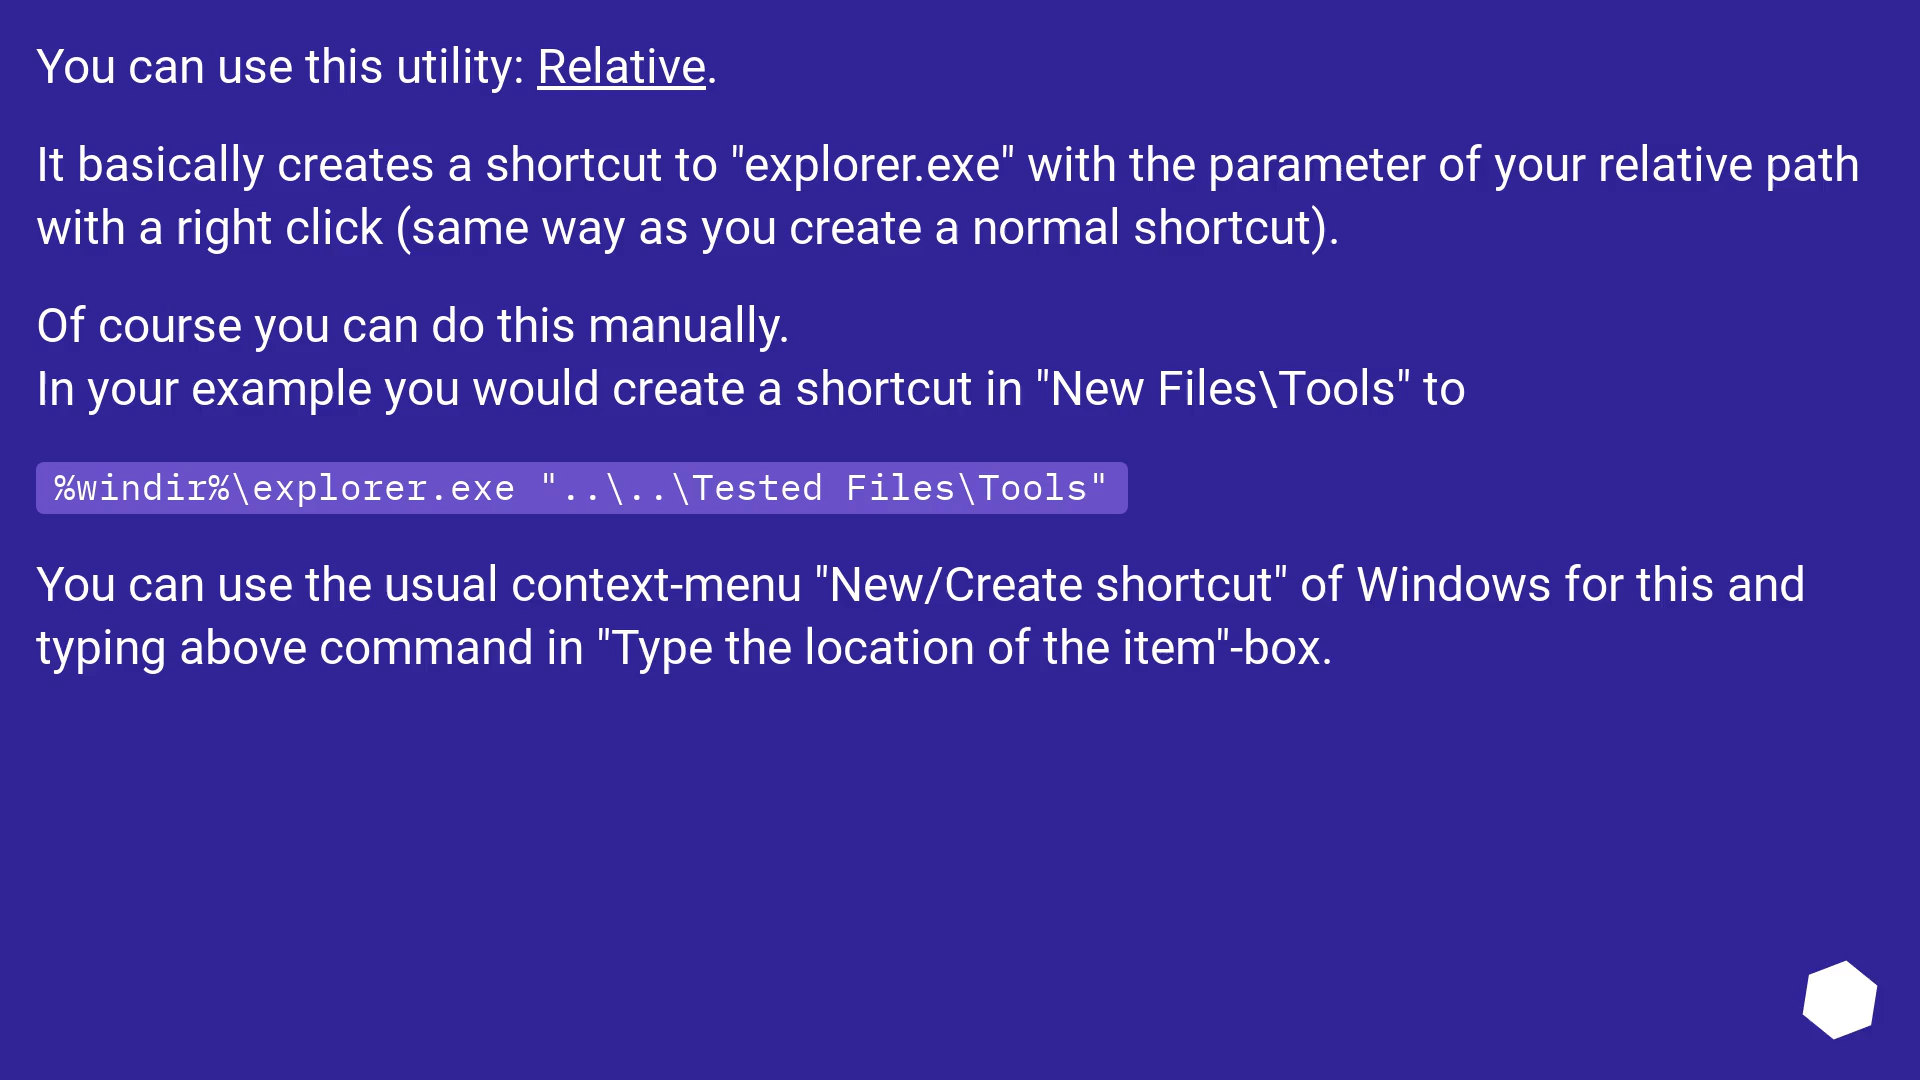 You can use this utility: Relative.
It basically creates a shortcut to "explorer.exe" with the parameter of your relative path
with a right click (same way as you create a normal shortcut).
Of course you can do this manually.
In your example you would create a shortcut in "New Files\Tools" to
%windir%\explorer.exe "..\..\Tested Files\Tools"
You can use the usual context-menu "New/Create shortcut" of Windows for this and
typing above command in "Type the location of the item"-box.